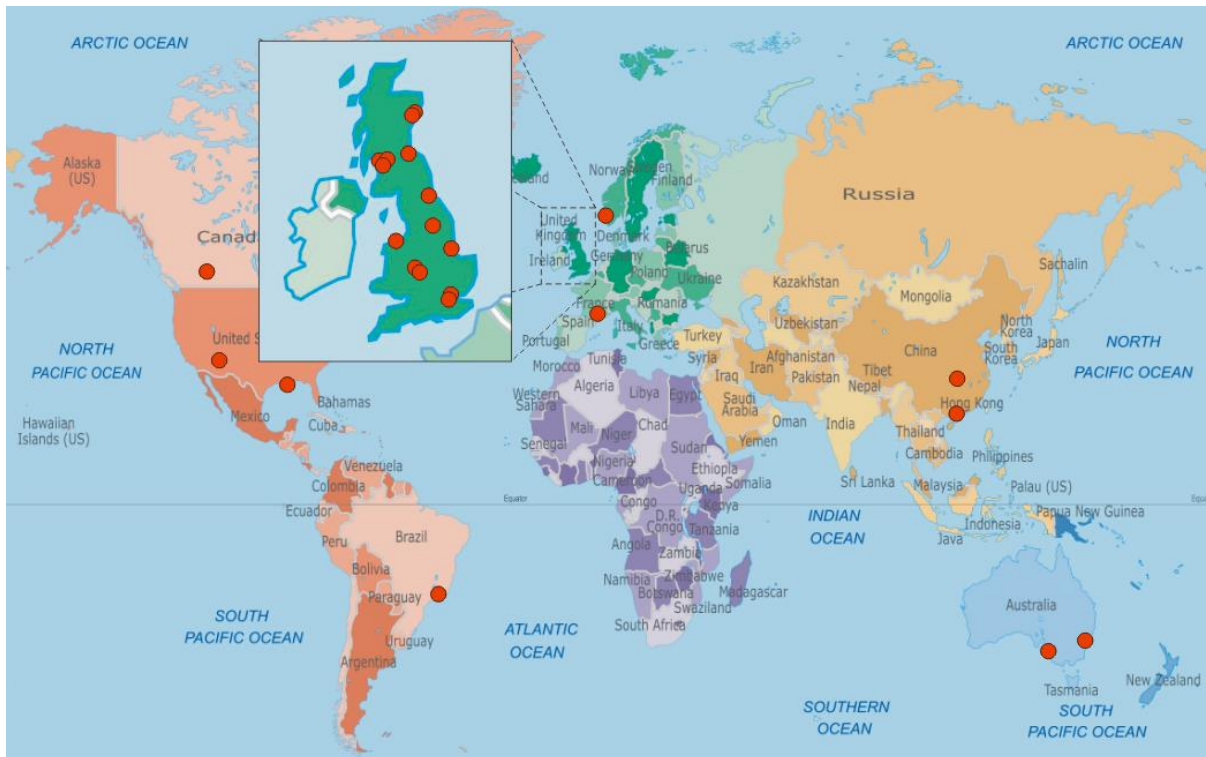 ARCTIC OCEAN
ARCTIC OCEAN
Alaska
(US)
Canad
United S
Mexico
Bahamas
Cuba
Hawaiian
Islands (US)
NORTH
PACIFIC OCEAN
Venezuela
Colombia
Ecuador
Peru
Brazil
Bolivia
Paraguay
Uruguay
Argentina
SOUTH
PACIFIC OCEAN
ATLANTIC
OCEAN
Equator
eland
Norway
Finland
United
Kingdom
Ireland
Denmark
Germany
Belarus
Poland
Ukraine
France
Romania
Spain
Italy
Portugal
Greece
Turkey
Morocco
Tunisia
Syria
Western
Sahara
Algeria
Libya
Egypt
Iraq
Iran
Saudi
Arabia
Oman
Yemen
Mali
Niger
Chad
Sudan
Senegal
Nigeria
Cameroon
Ethiopia
Somalia
Uganda
Kenya
Congo
D.R.
Congo
Tanzania
Angola
Zambia
Zimbabwe
Namibia
Botswana
Madagascar
Swaziland
South Africa
Russia
Kazakhstan
Mongolia
Uzbekistan
Afghanistan
Pakistan
Tibet
Nepal
China
India
Sachalin
North
Korea
South
Korea
Japan
NORTH
PACIFIC OCEAN
Hong Kong
Thailand
Cambodia
Philippines
Sri Lanka
Malaysia
Palau (US)
Papua New Guinea
Indonesia
Java
INDIAN
OCEAN
Australia
Tasmania
New Zealand
SOUTHERN
OCEAN
SOUTH
PACIFIC OCEAN